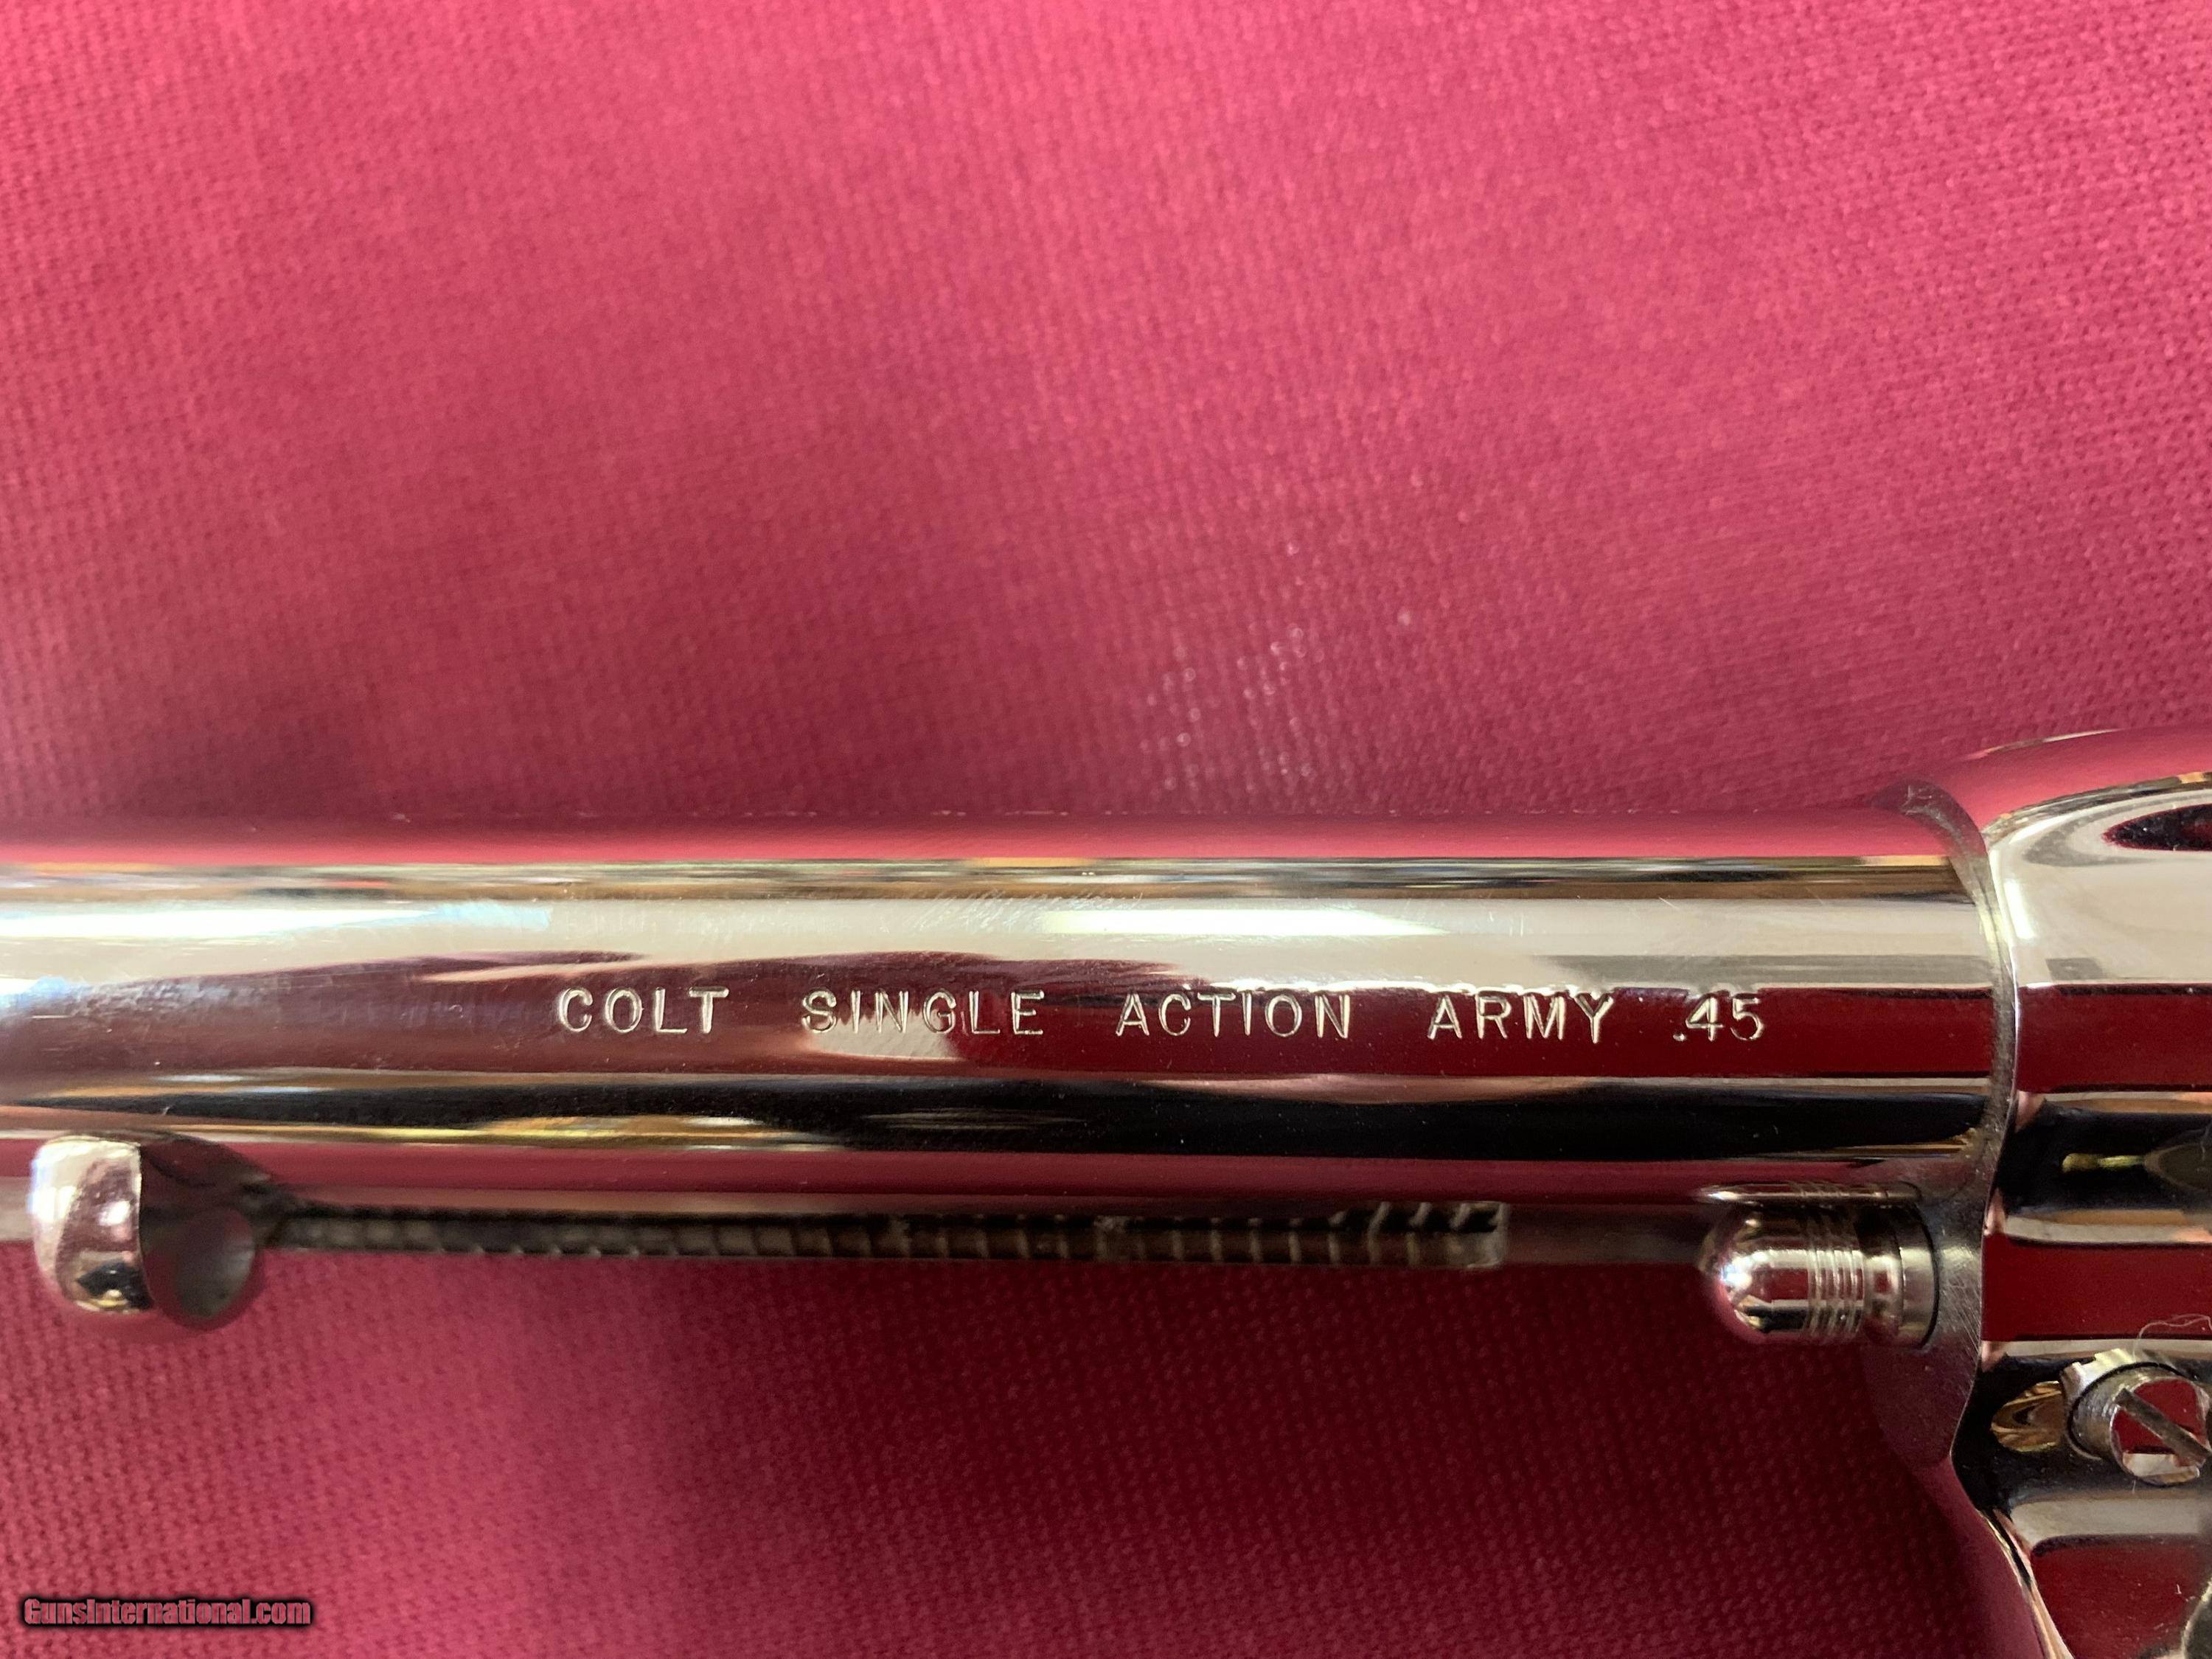 COLT SINGLE ACTION ARMY .45
GunsInternational.com